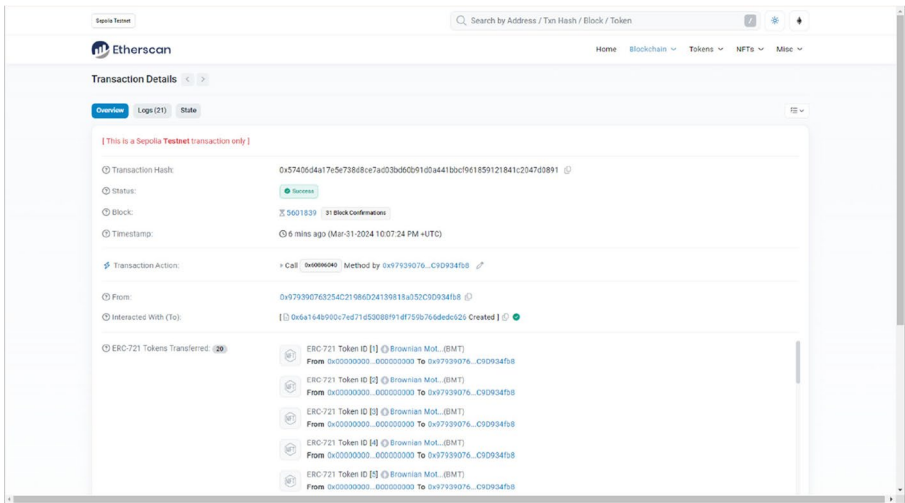 Sepolia Testnet
Search by Address / Txn Hash / Block / Token
/
Etherscan
Home Blockchain Tokens NFTs Misc
Transaction Details < >
Overview Logs (21) State
[ This is a Sepolia Testnet transaction only ]
Transaction Hash: 0x57406d4a17e5e738d8ce7ad03bd60b91d0a441bbcf961859121841c2047d0891
Status: Success
Block: 5601839 31 Block Confirmations
Timestamp: 6 mins ago (Mar-31-2024 10:07:24 PM +UTC)
Transaction Action: Call 0x60806040 Method by 0x97939076...C9D934fb8
From: 0x979390763254C21986D24139818a052C9D934fb8
Interacted With (To): [ 0x6a164b900c7ed71d53088f91df759b766dedc626 Created ]
ERC-721 Tokens Transferred: 20
ERC-721 Token ID [1] Brownian Mot...(BMT)
From 0x00000000...000000000 To 0x97939076...C9D934fb8
ERC-721 Token ID [2] Brownian Mot...(BMT)
From 0x00000000...000000000 To 0x97939076...C9D934fb8
ERC-721 Token ID [3] Brownian Mot...(BMT)
From 0x00000000...000000000 To 0x97939076...C9D934fb8
ERC-721 Token ID [4] Brownian Mot...(BMT)
From 0x00000000...000000000 To 0x97939076...C9D934fb8
ERC-721 Token ID [5] Brownian Mot...(BMT)
From 0x00000000...000000000 To 0x97939076...C9D934fb8